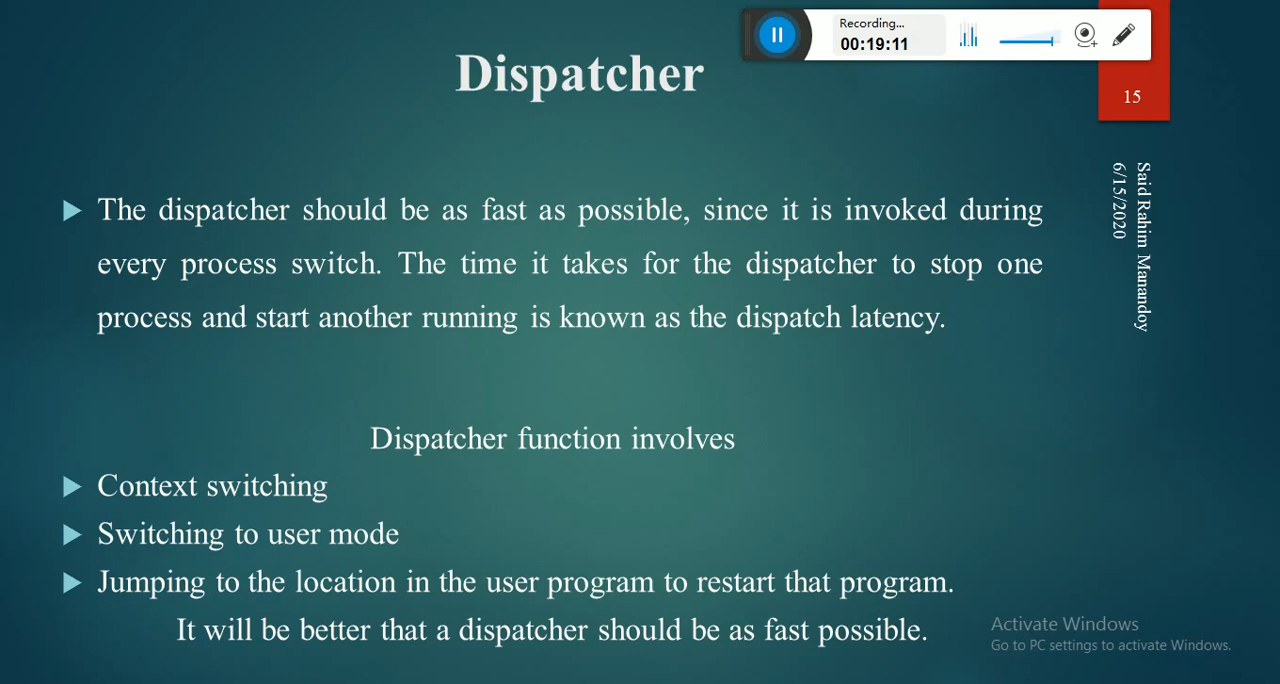 Recording...
00:19:11
Dispatcher
15
Said Rahim Manandoy
6/15/2020
The dispatcher should be as fast as possible, since it is invoked during
every process switch. The time it takes for the dispatcher to stop one
process and start another running is known as the dispatch latency.
Dispatcher function involves
Context switching
Switching to user mode
Jumping to the location in the user program to restart that program.
It will be better that a dispatcher should be as fast possible.
Activate Windows
Go to PC settings to activate Windows.